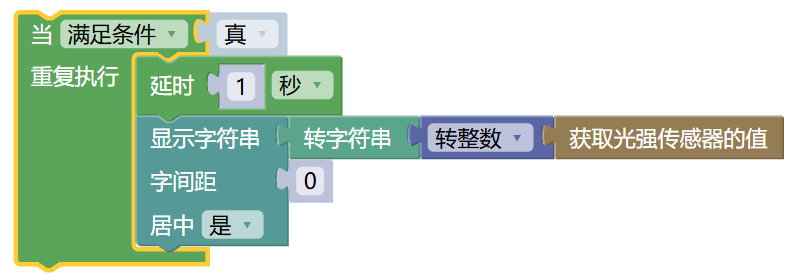 当 满足条件 真
重复执行
延时 1 秒
显示字符串 转字符串 转整数 获取光强传感器的值
字间距 0
居中 是